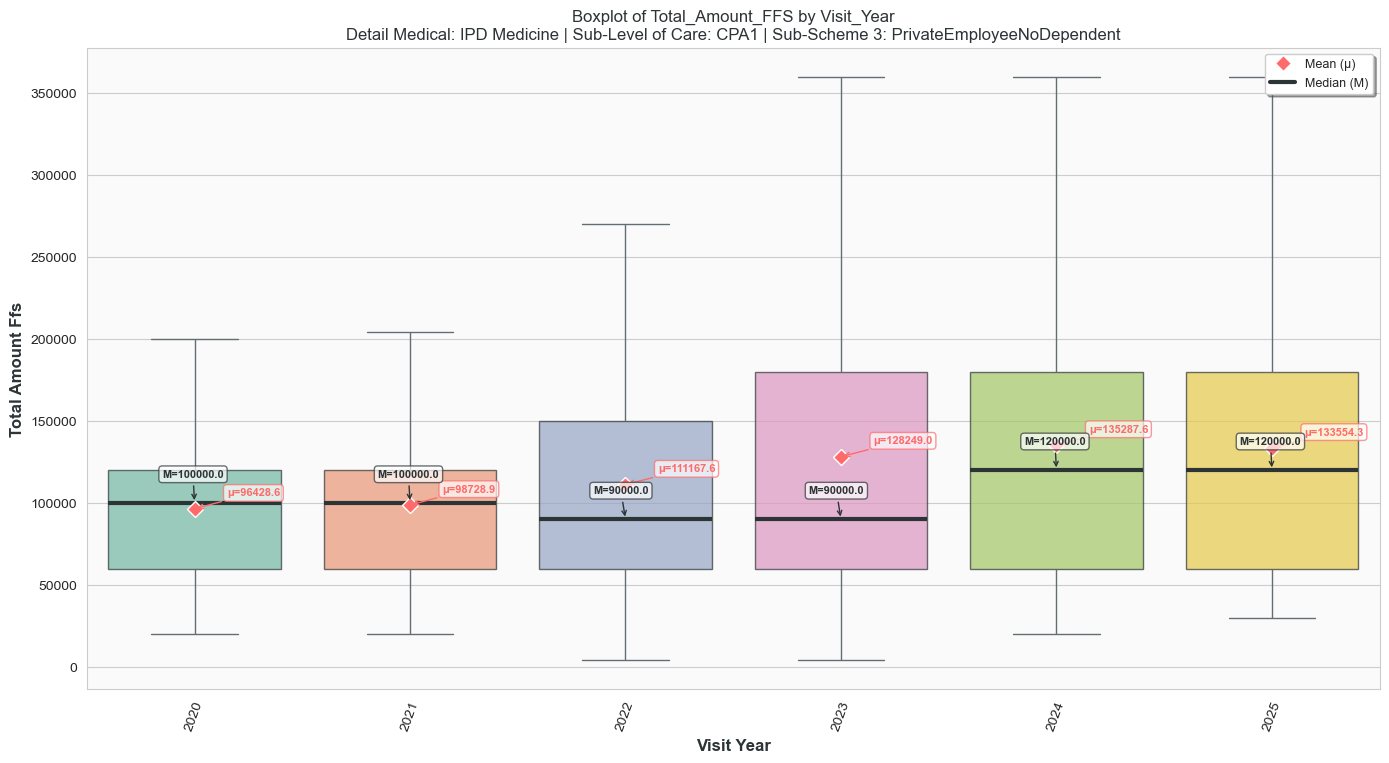 Boxplot of Total_Amount_FFS by Visit_Year
Detail Medical: IPD Medicine | Sub-Level of Care: CPA1 | Sub-Scheme 3: PrivateEmployeeNoDependent
Mean (μ)
Median (M)
Total Amount Ffs
350000
300000
250000
200000
150000
100000
50000
0
M=100000.0
μ=96428.6
M=100000.0
μ=98728.9
M=90000.0
μ=111167.6
M=90000.0
μ=128249.0
M=120000.0
μ=135287.6
M=120000.0
μ=133554.3
2020
2021
2022
2023
2024
2025
Visit Year